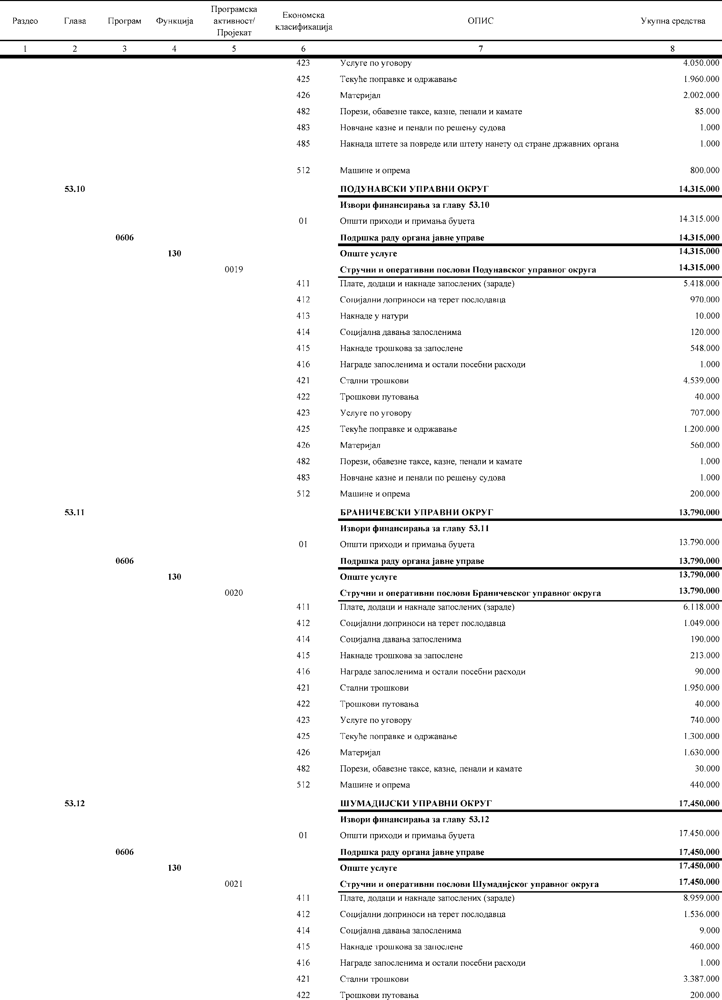 Раздео Глава Програм Функција Програмска активност/ Пројекат Економска класификација ОПИС Укупна средства
1 2 3 4 5 6 7 8
423 Услуге по уговору 4.050.000
425 Текуће поправке и одржавање 1.960.000
426 Материјал 2.002.000
482 Порези, обавезне таксе, казне, пенали и камате 85.000
483 Новчане казне и пенали по решењу судова 1.000
485 Накнада штете за повреде или штету нанету од стране државних органа 1.000
512 Машине и опрема 800.000
53.10 ПОДУНАВСКИ УПРАВНИ ОКРУГ 14.315.000
Извори финансирања за главу 53.10
01 Општи приходи и примања буџета 14.315.000
0606 Подршка раду органа јавне управе 14.315.000
130 Опште услуге 14.315.000
0019 Стручни и оперативни послови Подунавског управног округа 14.315.000
411 Плате, додаци и накнаде запослених (зараде) 5.418.000
412 Социјални доприноси на терет послодавца 970.000
413 Накнаде у натури 10.000
414 Социјална давања запосленима 120.000
415 Накнаде трошкова за запослене 548.000
416 Награде запосленима и остали посебни расходи 1.000
421 Стални трошкови 4.539.000
422 Трошкови путовања 40.000
423 Услуге по уговору 707.000
425 Текуће поправке и одржавање 1.200.000
426 Материјал 560.000
482 Порези, обавезне таксе, казне, пенали и камате 1.000
483 Новчане казне и пенали по решењу судова 1.000
512 Машине и опрема 200.000
53.11 БРАНИЧЕВСКИ УПРАВНИ ОКРУГ 13.790.000
Извори финансирања за главу 53.11
01 Општи приходи и примања буџета 13.790.000
0606 Подршка раду органа јавне управе 13.790.000
130 Опште услуге 13.790.000
0020 Стручни и оперативни послови Браничевског управног округа 13.790.000
411 Плате, додаци и накнаде запослених (зараде) 6.118.000
412 Социјални доприноси на терет послодавца 1.049.000
414 Социјална давања запосленима 190.000
415 Накнаде трошкова за запослене 213.000
416 Награде запосленима и остали посебни расходи 90.000
421 Стални трошкови 1.950.000
422 Трошкови путовања 40.000
423 Услуге по уговору 740.000
425 Текуће поправке и одржавање 1.300.000
426 Материјал 1.630.000
482 Порези, обавезне таксе, казне, пенали и камате 30.000
512 Машине и опрема 440.000
53.12 ШУМАДИЈСКИ УПРАВНИ ОКРУГ 17.450.000
Извори финансирања за главу 53.12
01 Општи приходи и примања буџета 17.450.000
0606 Подршка раду органа јавне управе 17.450.000
130 Опште услуге 17.450.000
0021 Стручни и оперативни послови Шумадијског управног округа 17.450.000
411 Плате, додаци и накнаде запослених (зараде) 8.959.000
412 Социјални доприноси на терет послодавца 1.536.000
414 Социјална давања запосленима 9.000
415 Накнаде трошкова за запослене 460.000
416 Награде запосленима и остали посебни расходи 1.000
421 Стални трошкови 3.387.000
422 Трошкови путовања 200.000